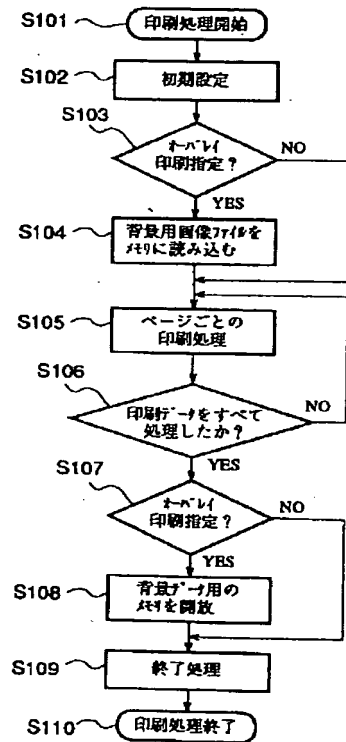 S101
印刷処理開始
S102
初期設定
S103
オーバレイ
印刷指定?
NO
YES
S104
背景用画像ファイルを
メモリに読み込む
S105
ページごとの
印刷処理
S106
印刷データをすべて
処理したか?
NO
YES
S107
オーバレイ
印刷指定?
NO
YES
S108
背景データ用の
メモリを開放
S109
終了処理
S110
印刷処理終了